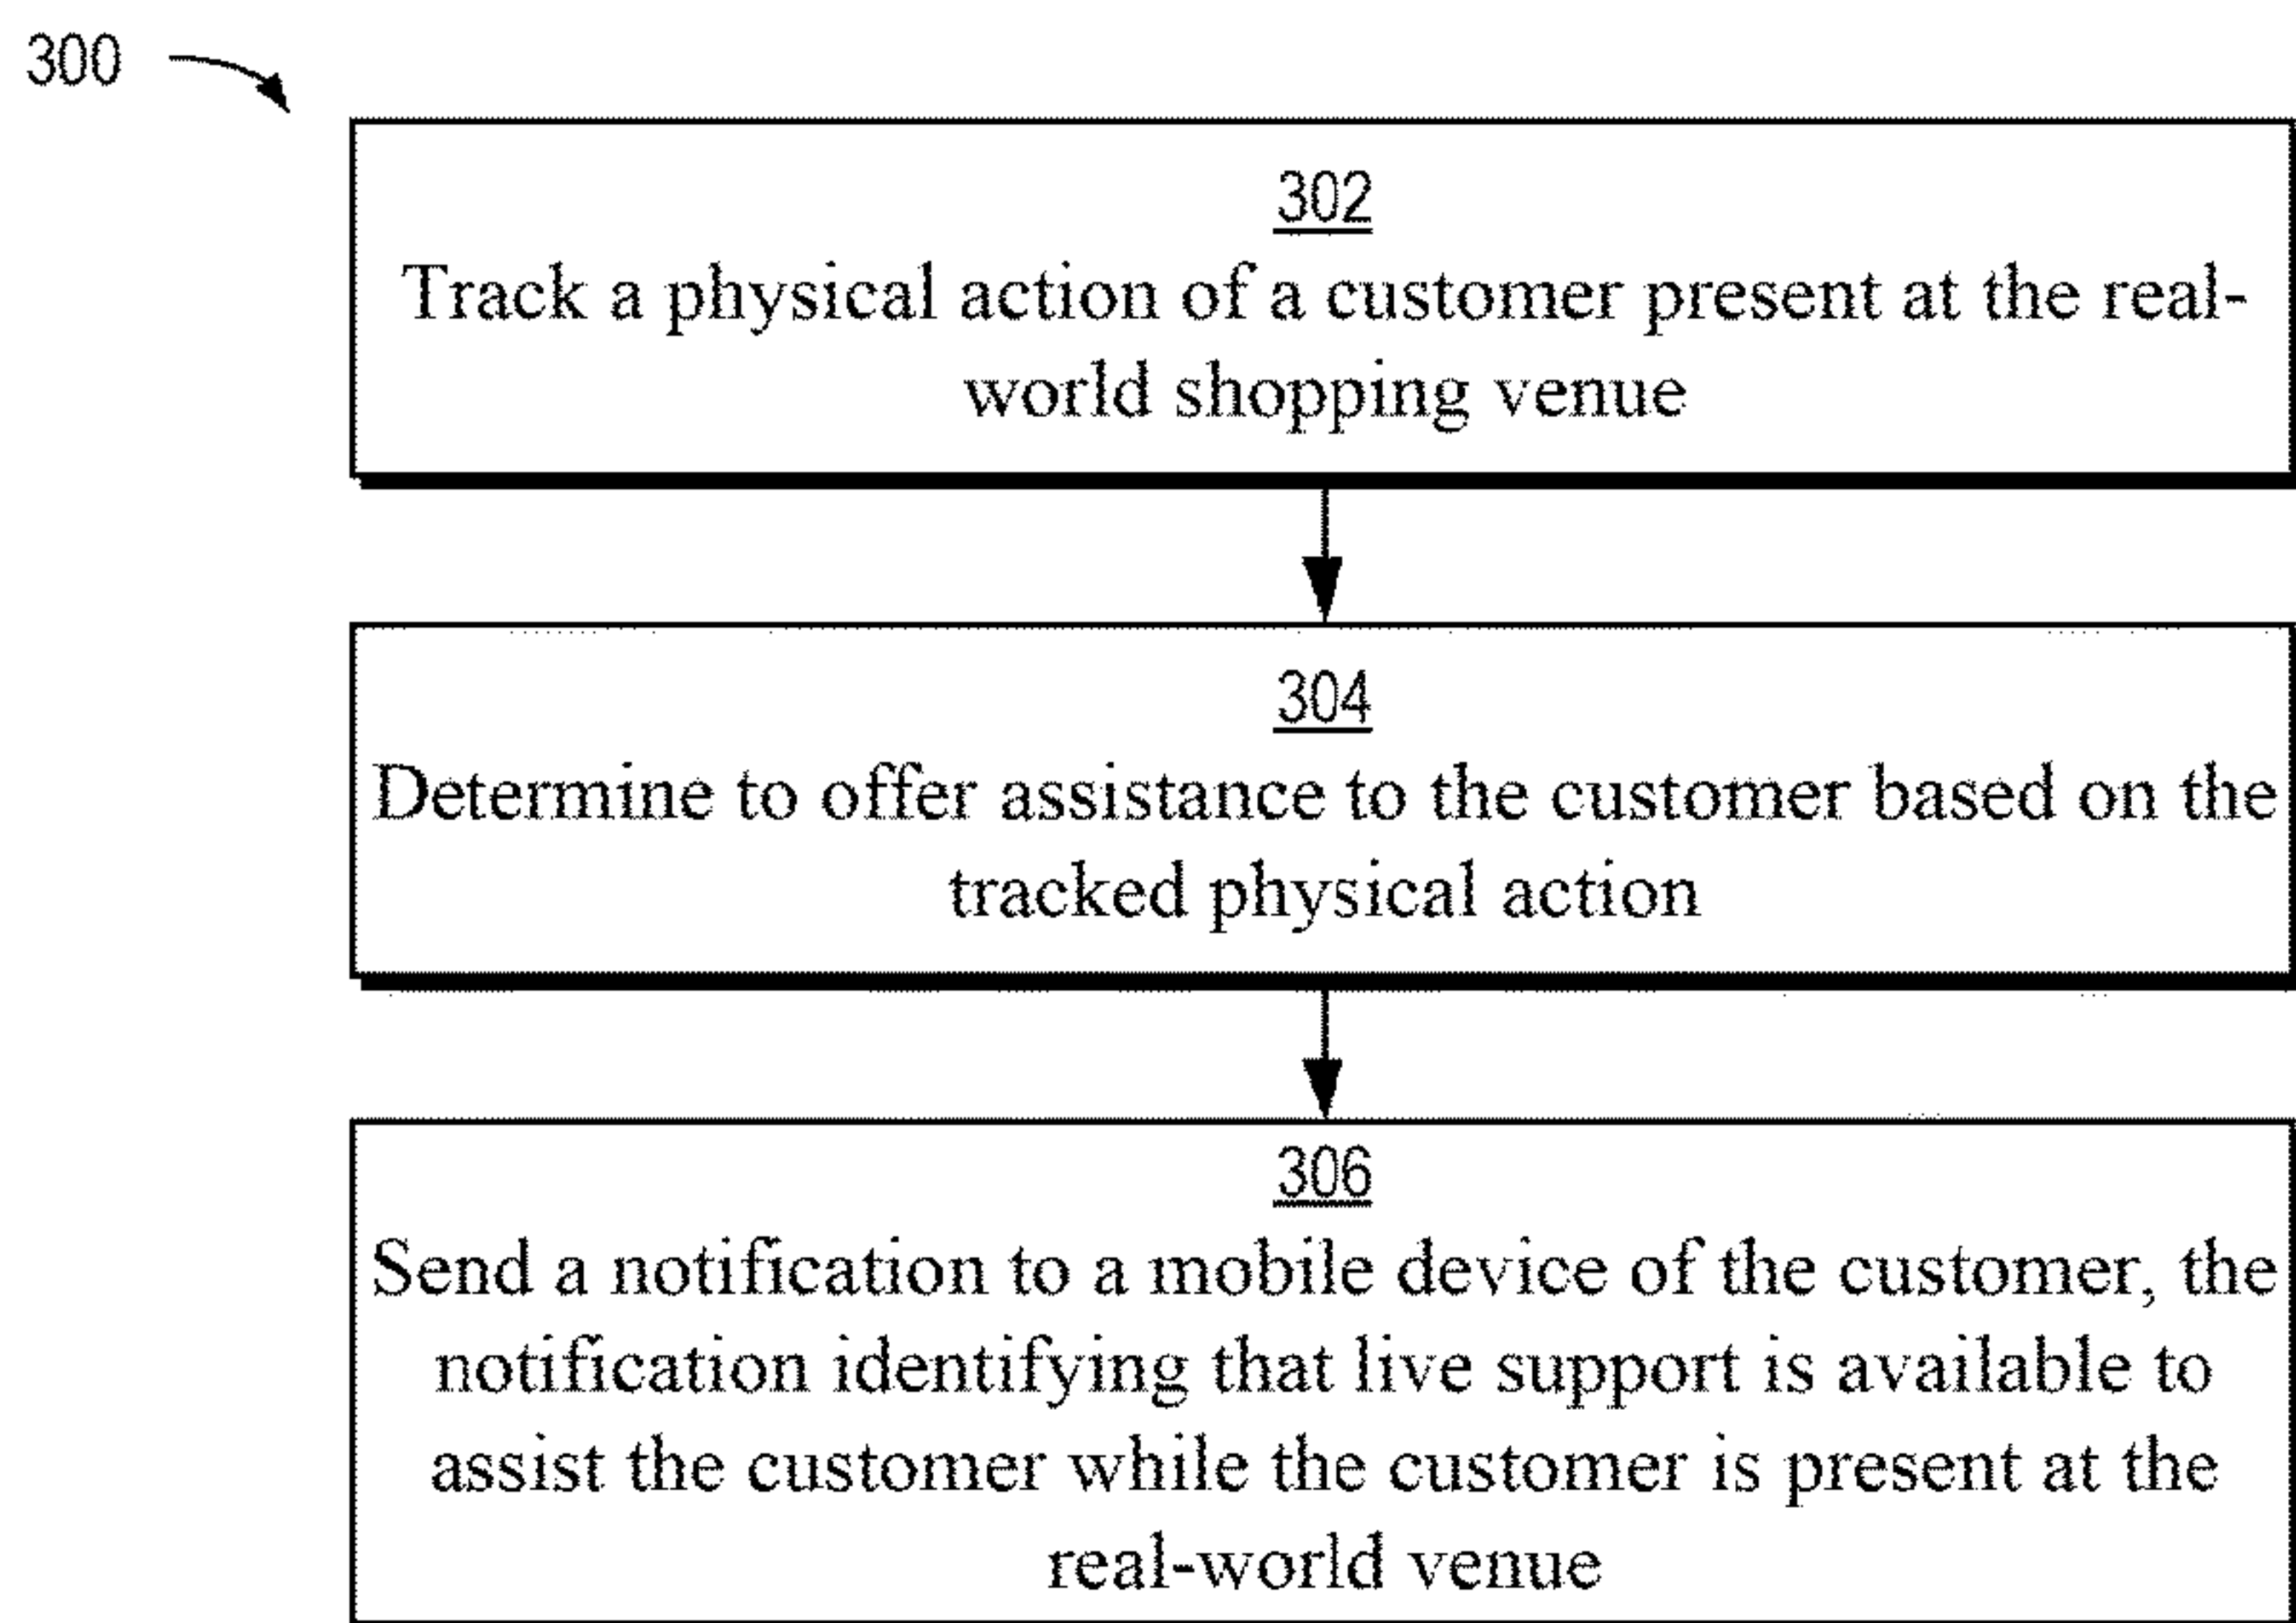 300
302
Track a physical action of a customer present at the real-
world shopping venue
304
Determine to offer assistance to the customer based on the
tracked physical action
306
Send a notification to a mobile device of the customer, the
notification identifying that live support is available to
assist the customer while the customer is present at the
real-world venue